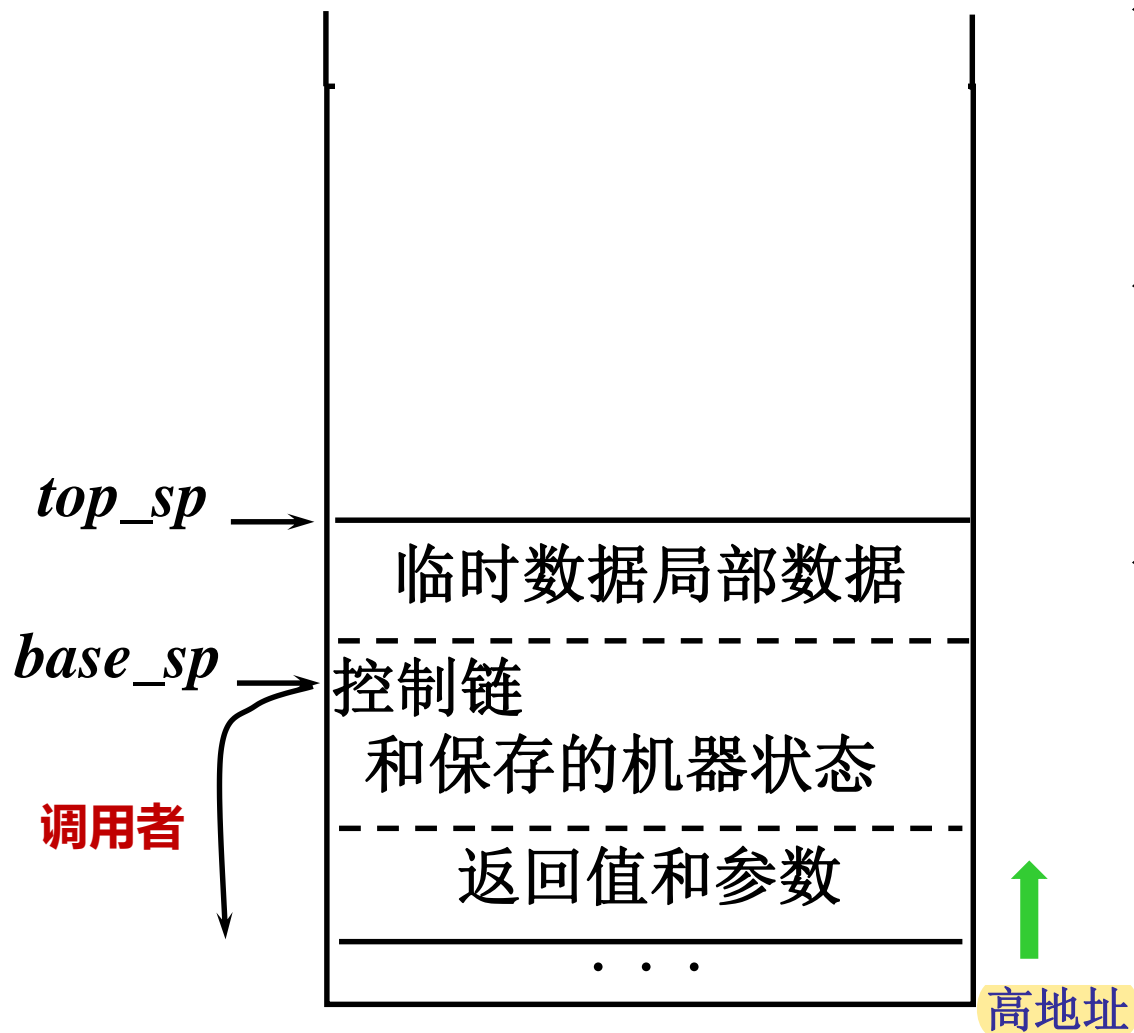 top_sp
临时数据局部数据
base_sp
控制链
和保存的机器状态
调用者
返回值和参数
· · ·
高地址